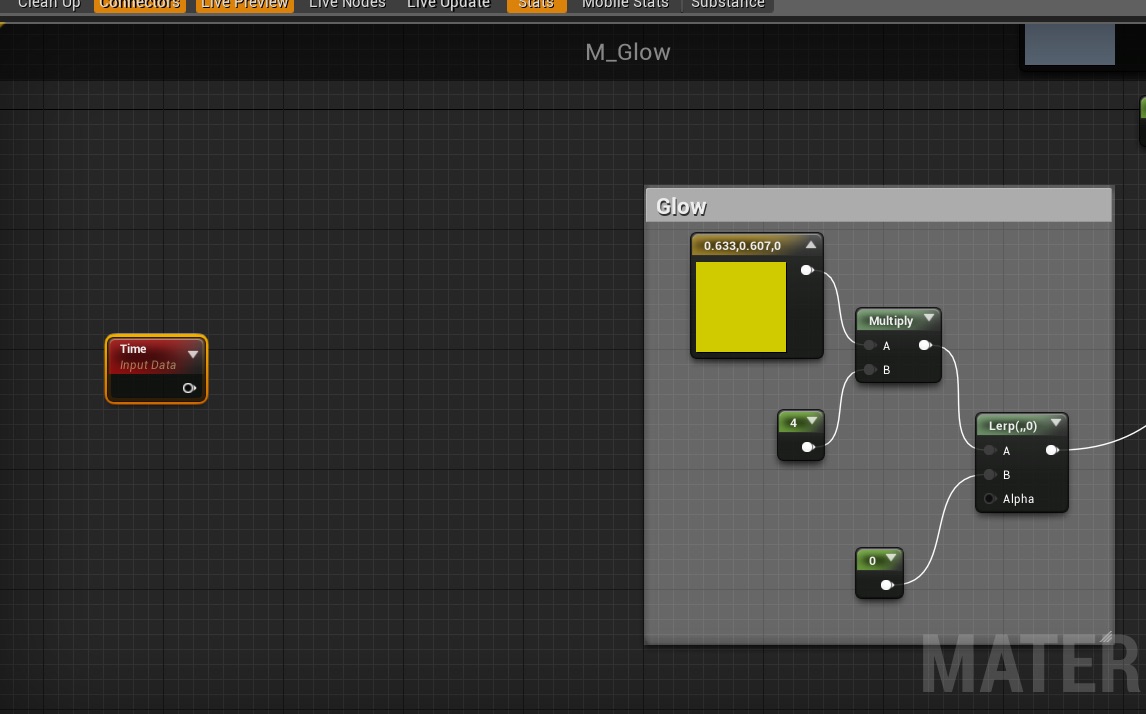 Clean Up Connectors Live Preview Live Nodes Live Update Stats Mobile Stats Substance
M_Glow
Glow
0.633,0.607,0
Multiply
A
B
Time
Input Data
4
Lerp(,,0)
A
B
Alpha
0
MATER